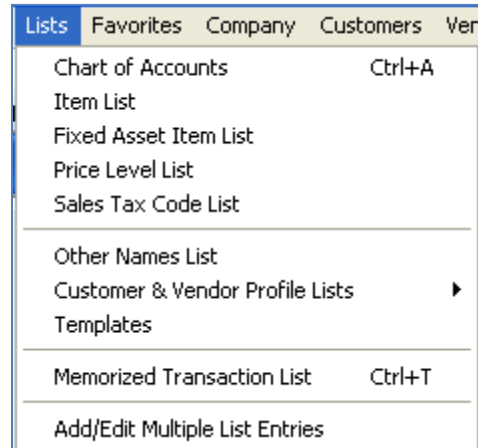 Lists Favorites Company Customers Ver
Chart of Accounts Ctrl+A
Item List
Fixed Asset Item List
Price Level List
Sales Tax Code List
Other Names List
Customer & Vendor Profile Lists
Templates
Memorized Transaction List Ctrl+T
Add/Edit Multiple List Entries